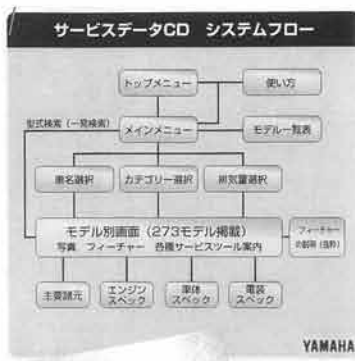 サービスデータCD システムフロー
トップメニュー
使い方
型式検索（一発検索）
メインメニュー
モデル一覧表
車名選択
カテゴリー選択
排気量選択
モデル別画面（273モデル掲載）
写真 フィーチャー 各種サービスツール案内
フィーチャー
の説明（抜粋）
主要諸元
エンジン
スペック
車体
スペック
電装
スペック
YAMAHA